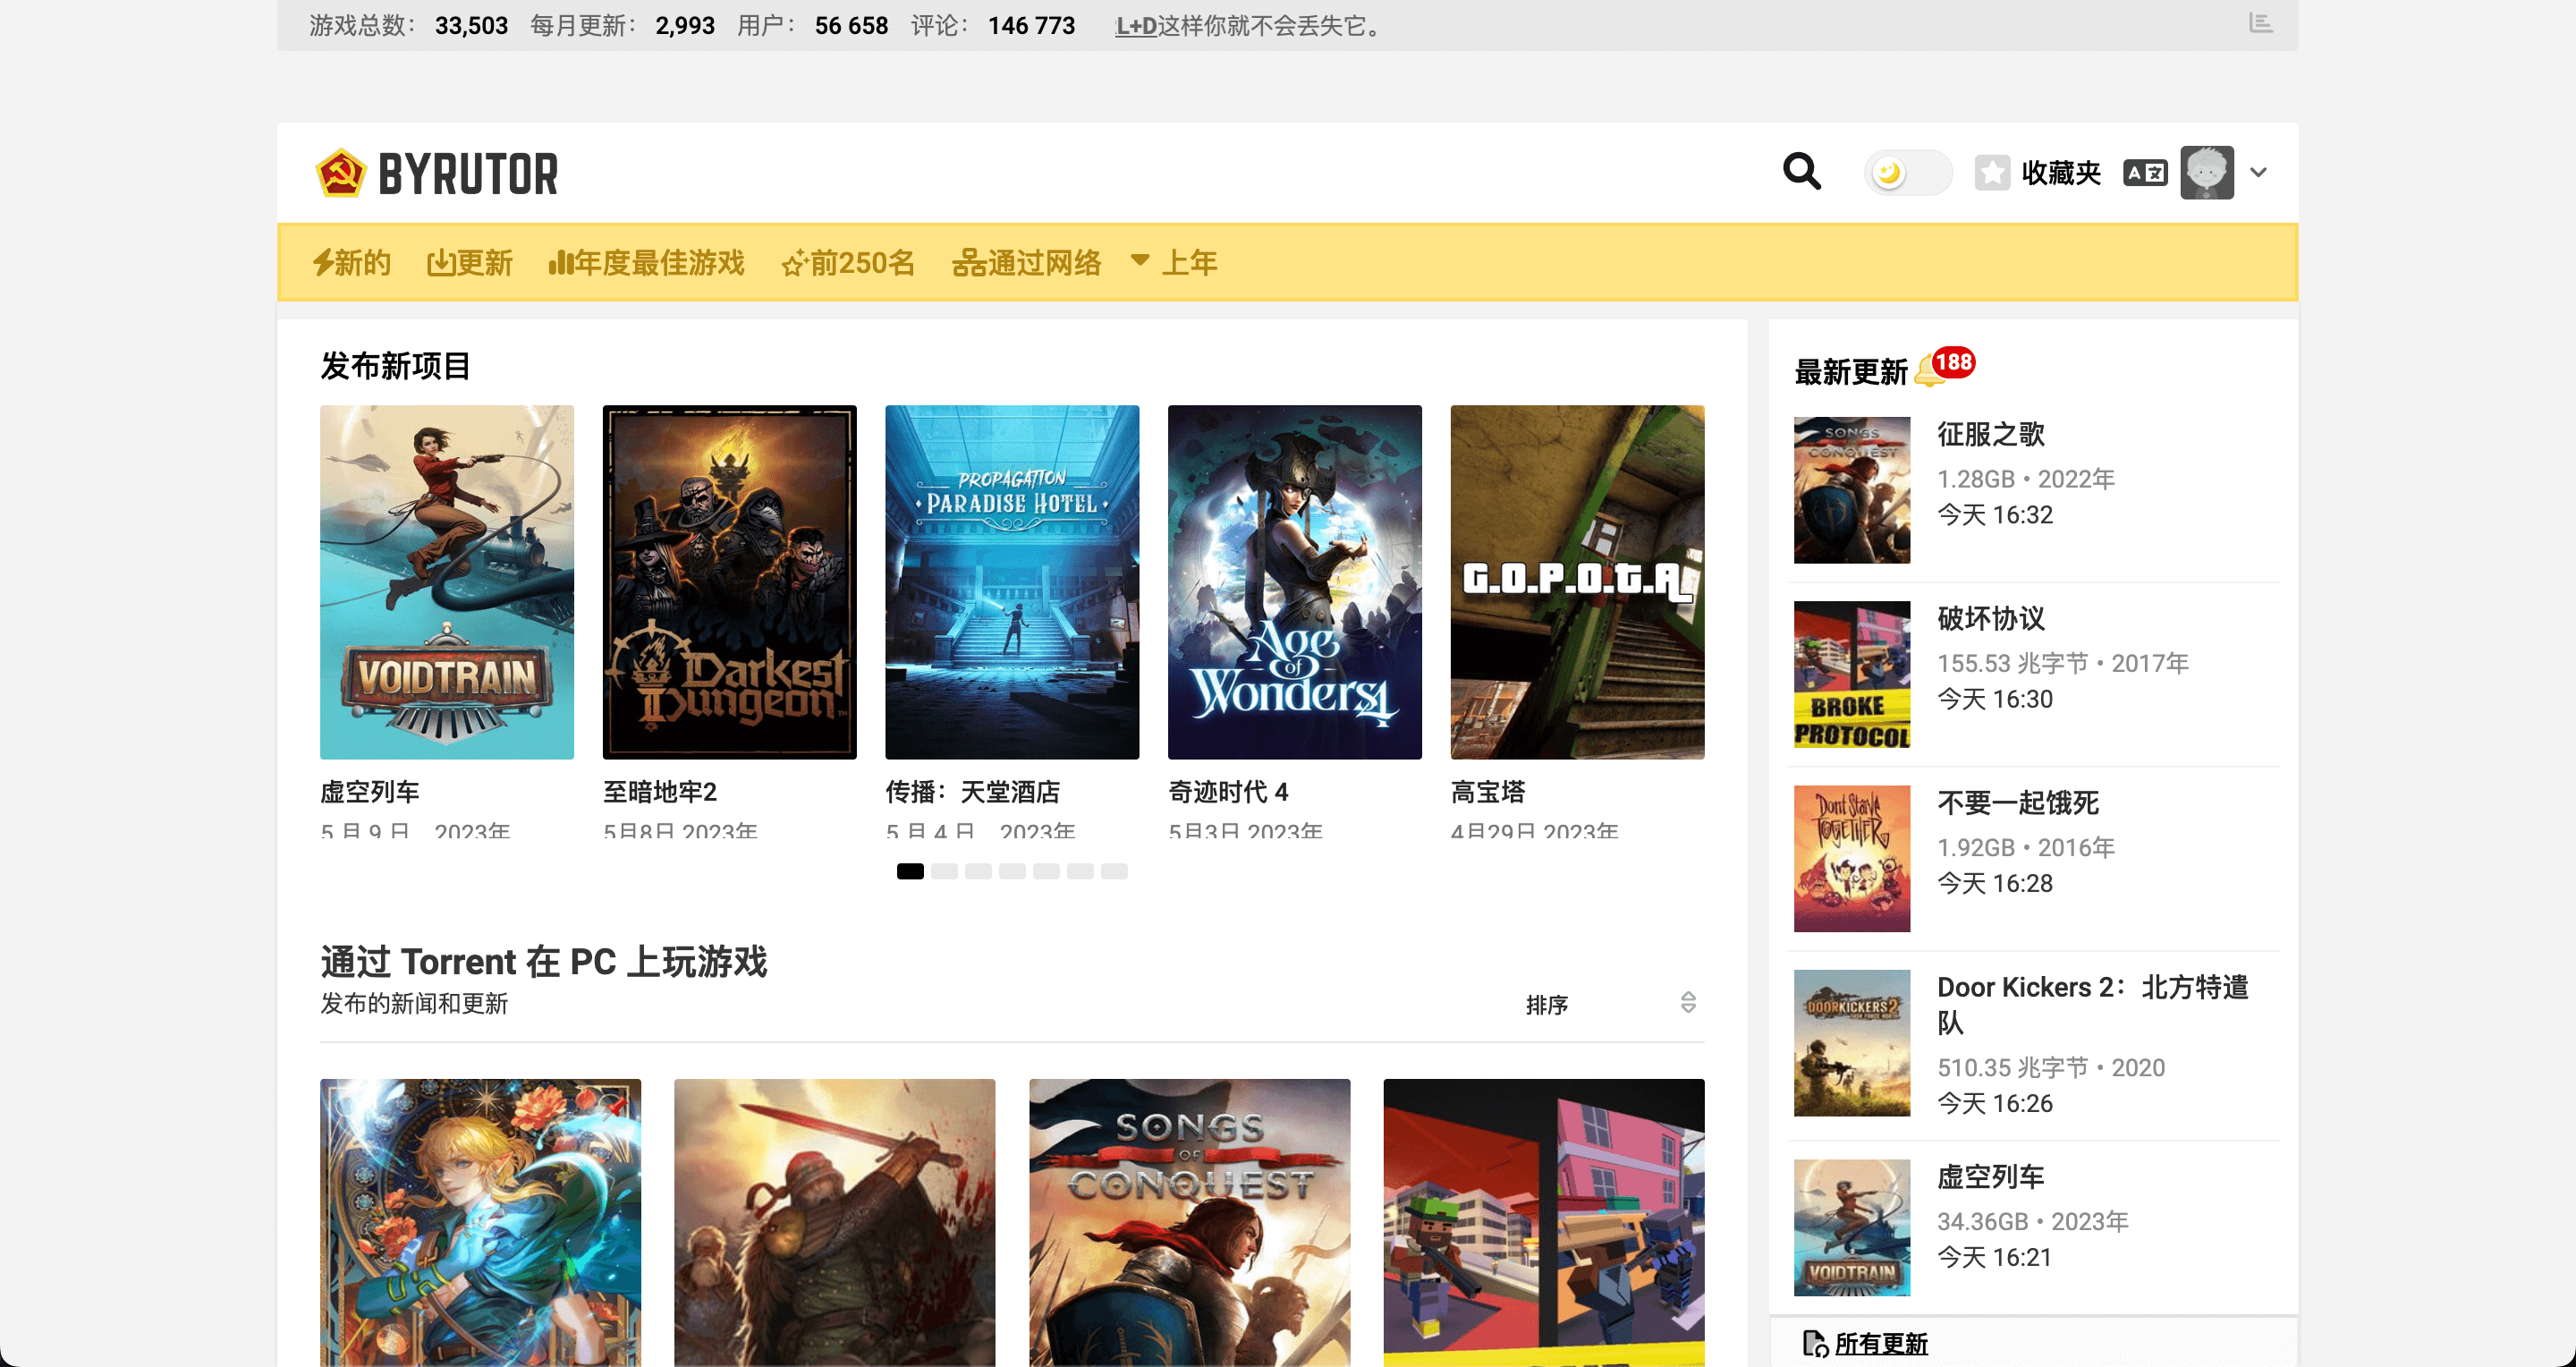 游戏总数： 33,503 每月更新： 2,993 用户： 56 658 评论： 146 773 L+D这样你就不会丢失它。
BYRUTOR
收藏夹
新的 更新 年度最佳游戏 前250名 通过网络 上年
发布新项目
VOIDTRAIN
Darkest Dungeon II
PROPAGATION
PARADISE HOTEL
Age of Wonders 4
G.O.P.O.T.A
虚空列车
5 月 9 日 2023年
至暗地牢2
5月8日 2023年
传播：天堂酒店
5 月 4 日 2023年
奇迹时代 4
5月3日 2023年
高宝塔
4月29日 2023年
通过 Torrent 在 PC 上玩游戏
发布的新闻和更新
排序
SONGS
OF
CONQUEST
最新更新 188
SONGS
CONQUEST
征服之歌
1.28GB • 2022年
今天 16:32
BROKE
PROTOCOL
破坏协议
155.53 兆字节 • 2017年
今天 16:30
Dont Starve
TOGETHER
不要一起饿死
1.92GB • 2016年
今天 16:28
DOORKICKERS2
TASK FORCE NORTH
Door Kickers 2：北方特遣
队
510.35 兆字节 • 2020
今天 16:26
VOIDTRAIN
虚空列车
34.36GB • 2023年
今天 16:21
所有更新